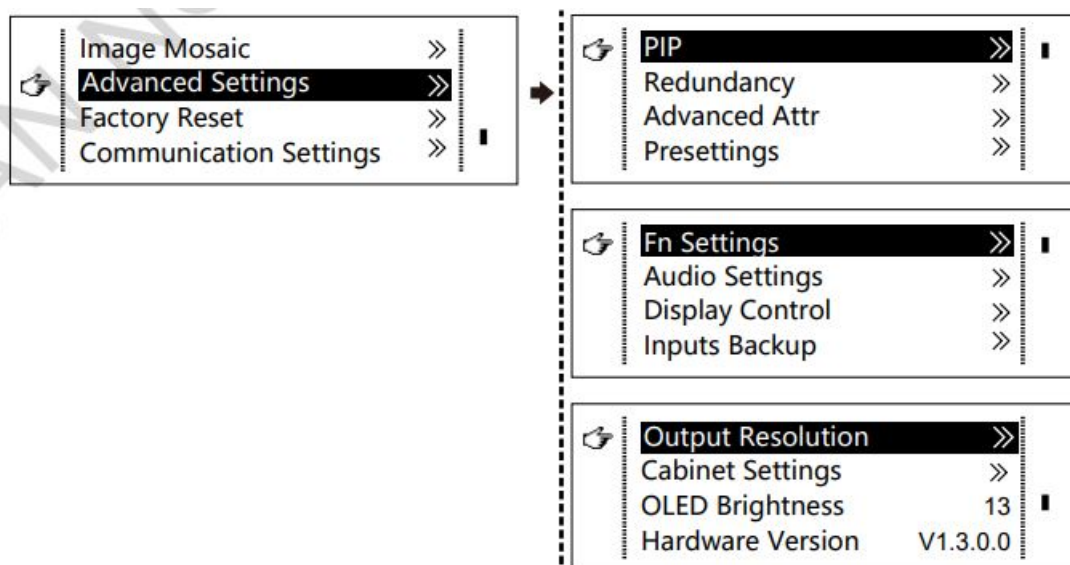 Image Mosaic »
Advanced Settings »
Factory Reset »
Communication Settings »
PIP »
Redundancy »
Advanced Attr »
Presettings »
Fn Settings »
Audio Settings »
Display Control »
Inputs Backup »
Output Resolution »
Cabinet Settings »
OLED Brightness 13
Hardware Version V1.3.0.0